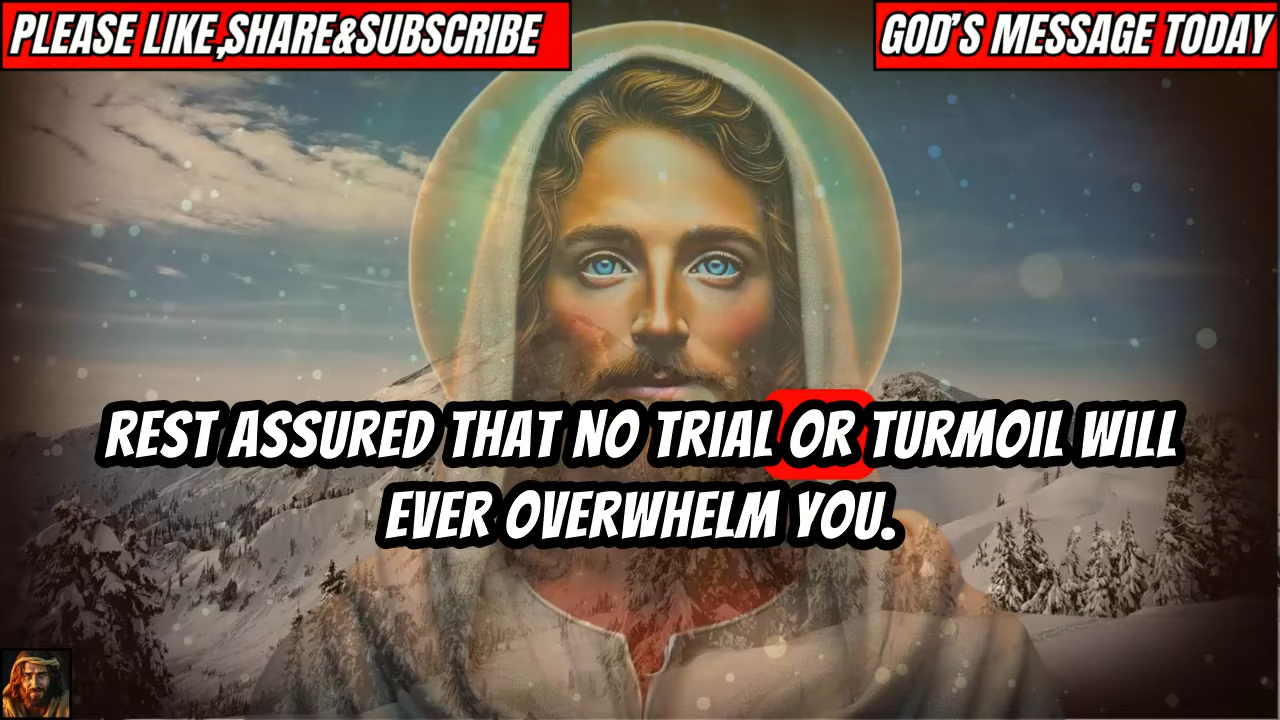 PLEASE LIKE,SHARE&SUBSCRIBE
GOD'S MESSAGE TODAY
REST ASSURED THAT NO TRIAL OR TURMOIL WILL
EVER OVERWHELM YOU.